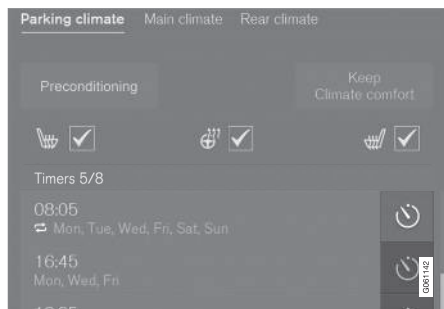 Parking climate Main climate Rear climate
Preconditioning
Keep
Climate comfort
Timers 5/8
08:05
Mon, Tue, Wed, Fri, Sat, Sun
16:45
Mon, Wed, Fri
G061142